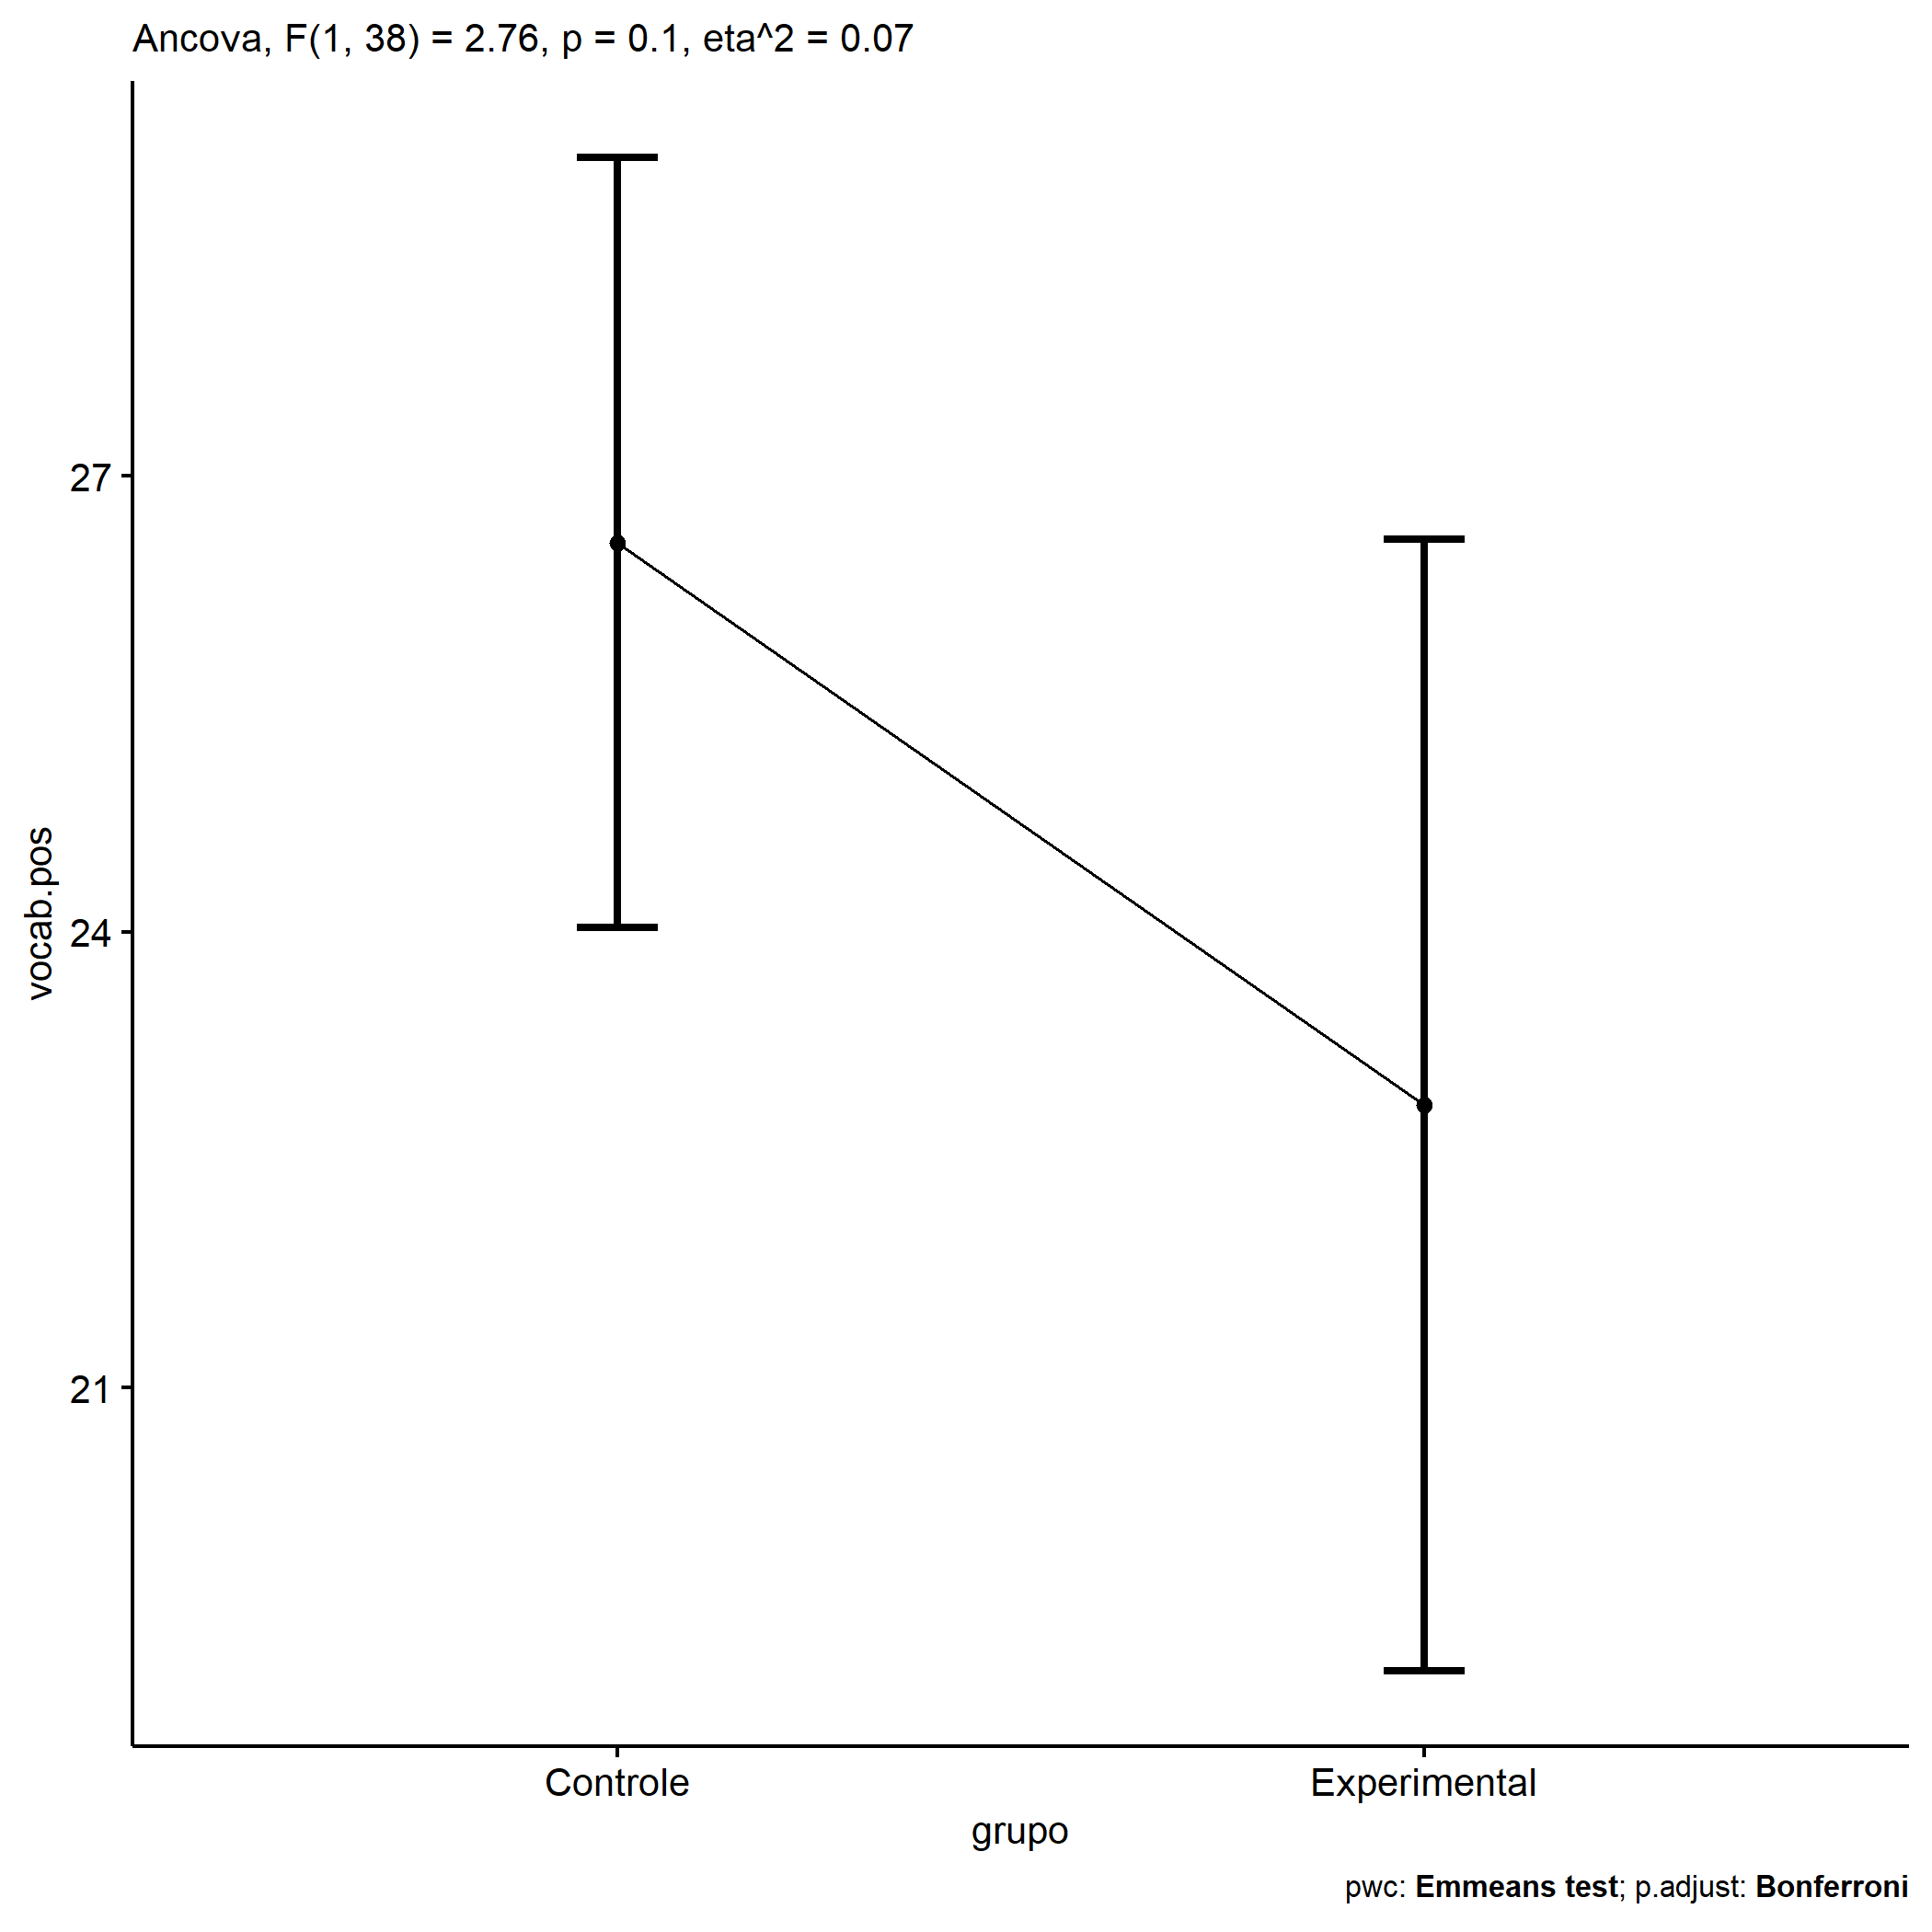 Ancova, F(1, 38) = 2.76, p = 0.1, eta^2 = 0.07
27
24
21
vocab.pos
Controle
Experimental
grupo
pwc: Emmeans test; p.adjust: Bonferroni